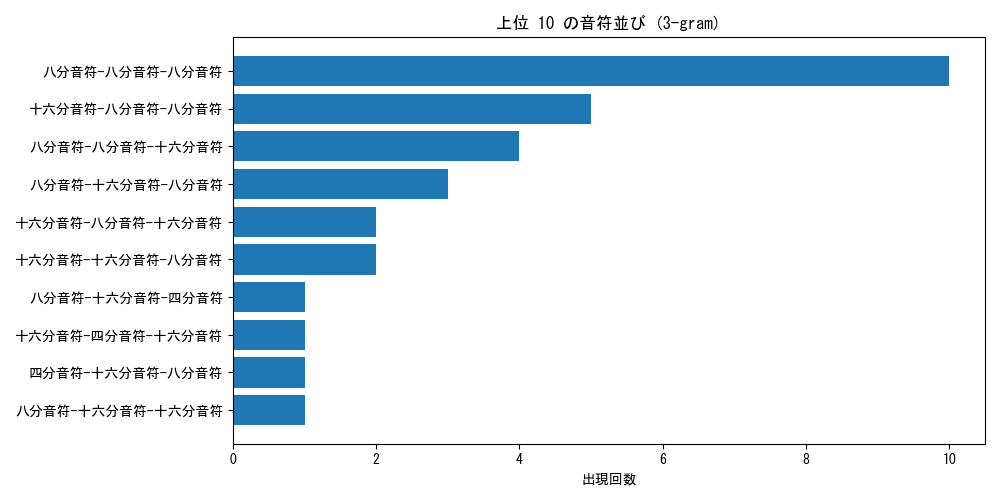 上位 10 の音符並び (3-gram)
八分音符-八分音符-八分音符
十六分音符-八分音符-八分音符
八分音符-八分音符-十六分音符
八分音符-十六分音符-八分音符
十六分音符-八分音符-十六分音符
十六分音符-十六分音符-八分音符
八分音符-十六分音符-四分音符
十六分音符-四分音符-十六分音符
四分音符-十六分音符-八分音符
八分音符-十六分音符-十六分音符
0 2 4 6 8 10
出現回数